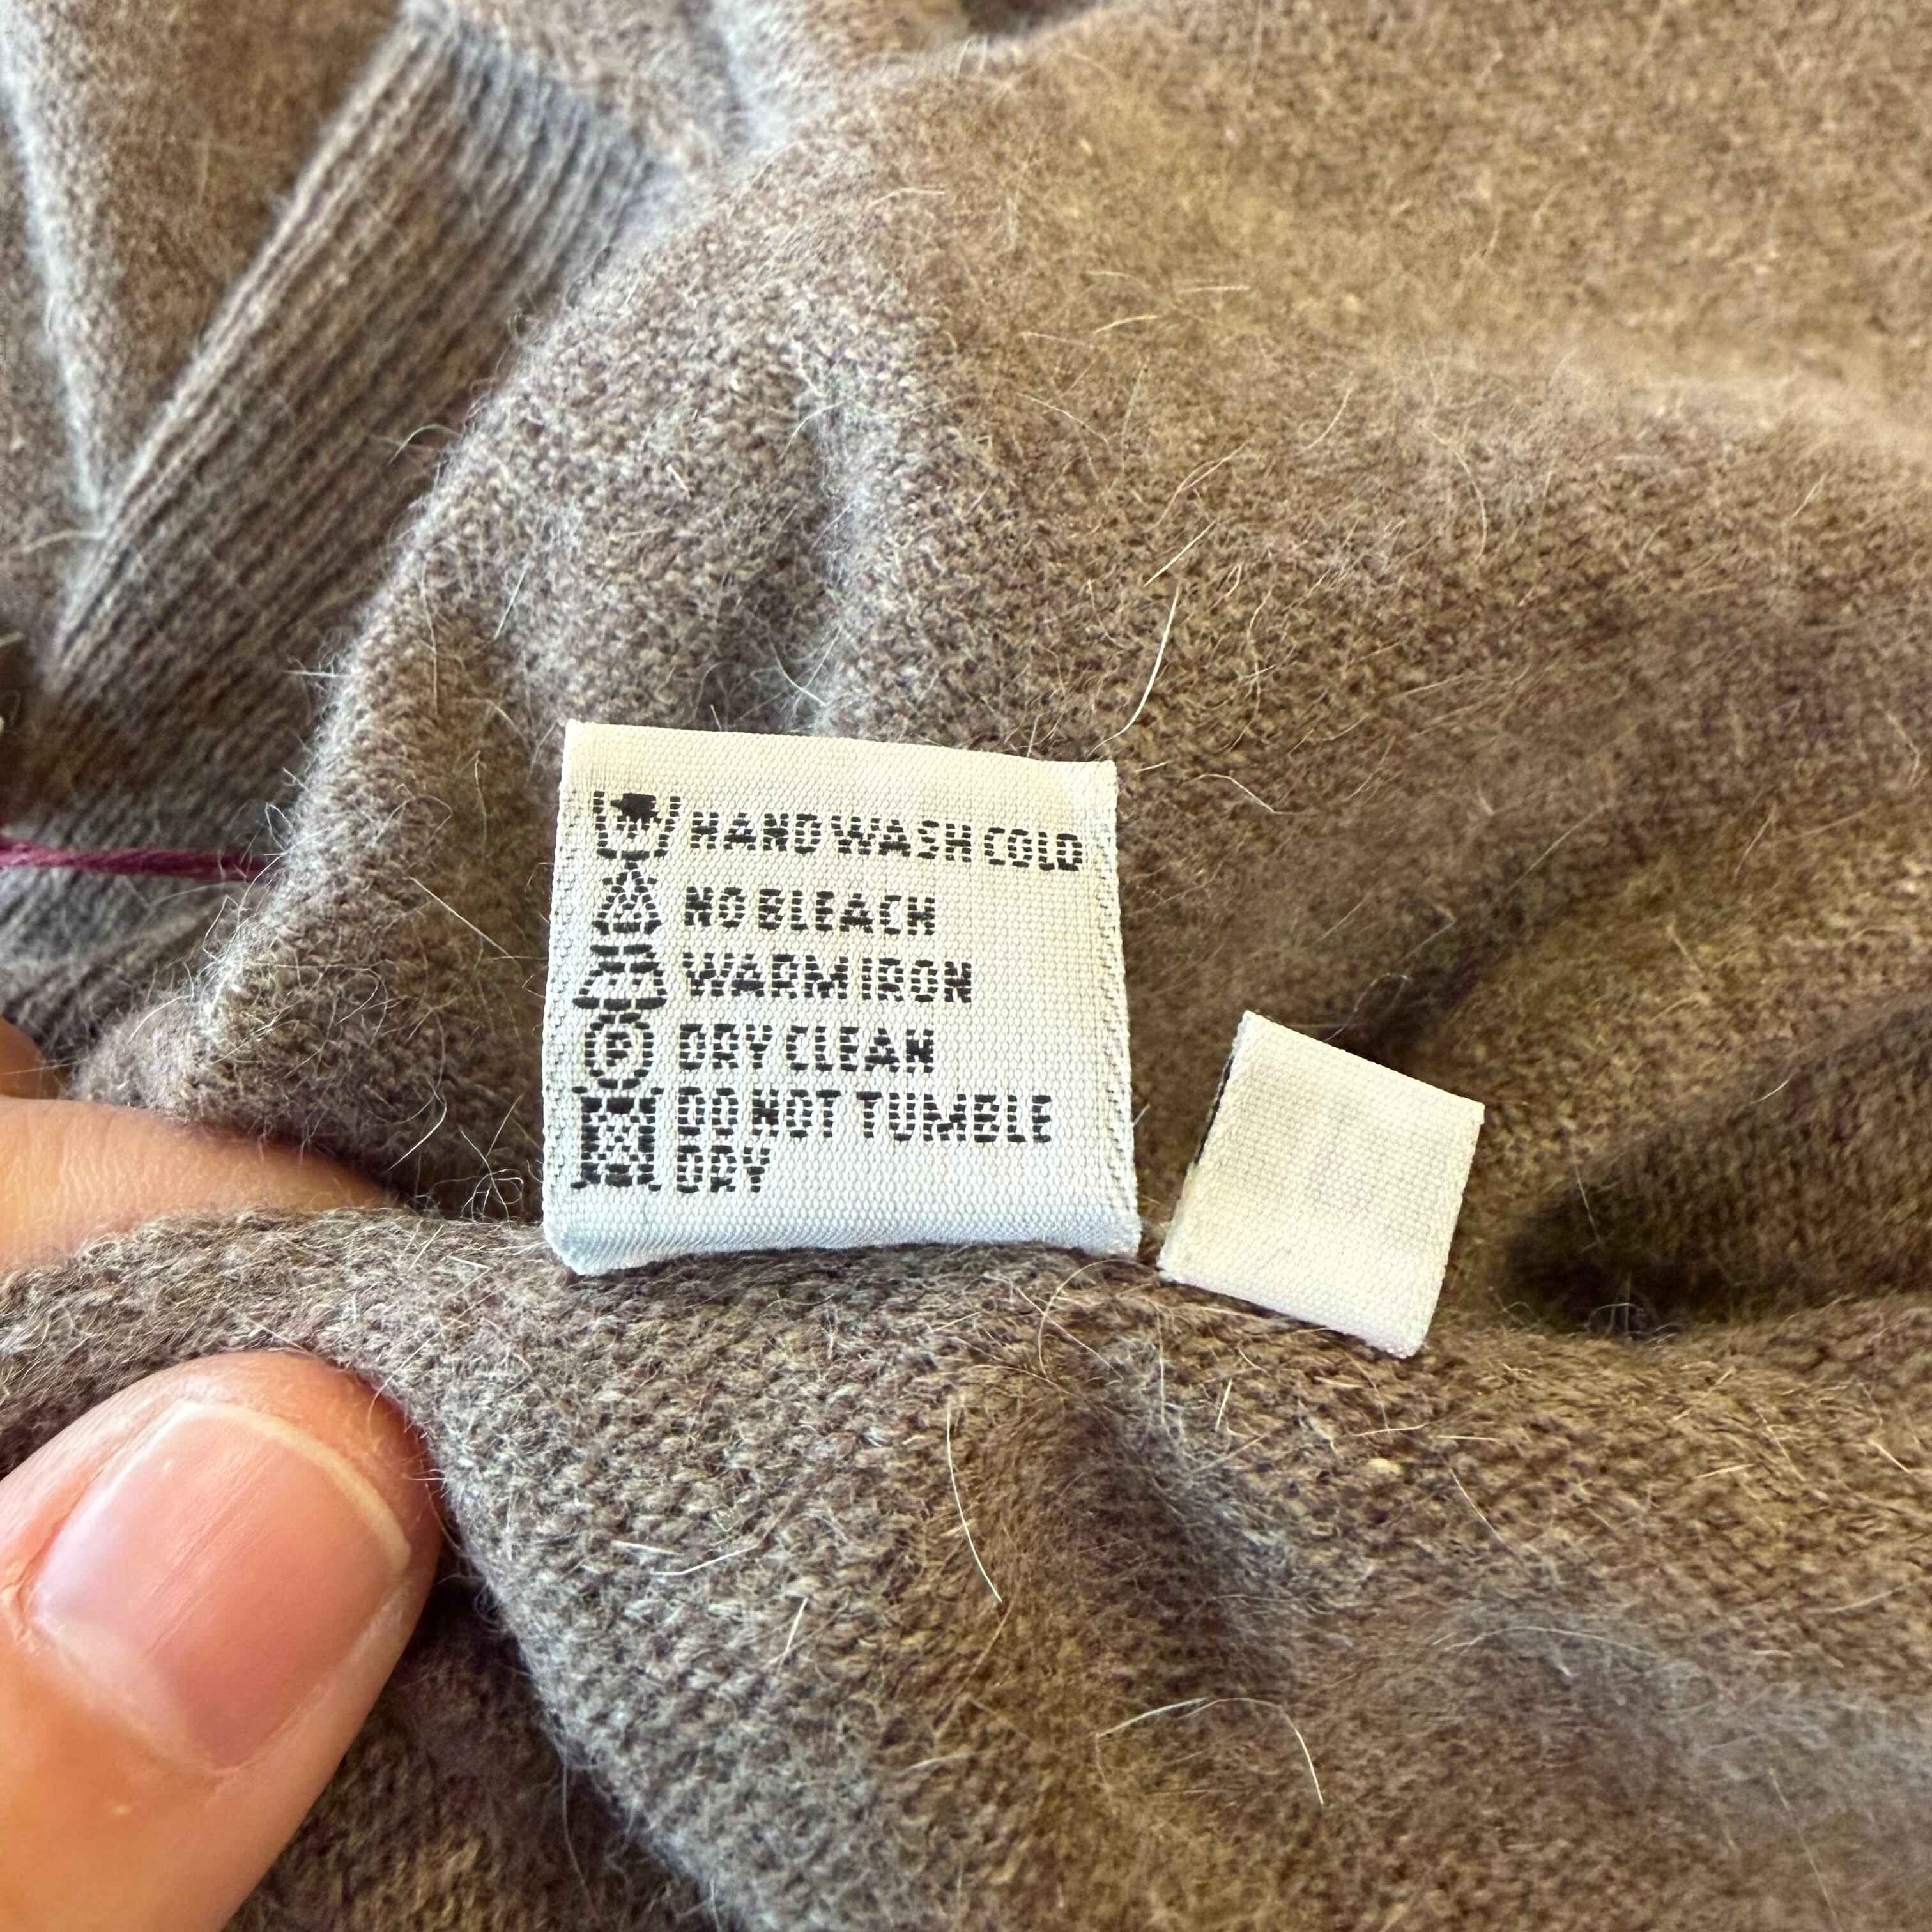 HAND WASH COLD
NO BLEACH
WARM IRON
P DRY CLEAN
DO NOT TUMBLE
DRY